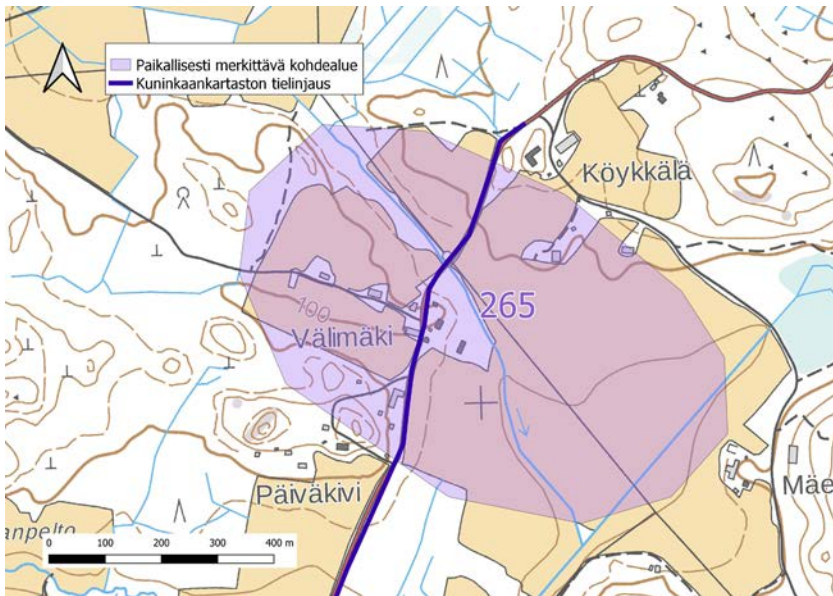 Paikallisesti merkittävä kohdealue
Kuninkaankartaston tielinjaus
Köykkälä
265
100
Välimäki
Päiväkivi
Mäe
anpelto
0 100 200 300 400 m